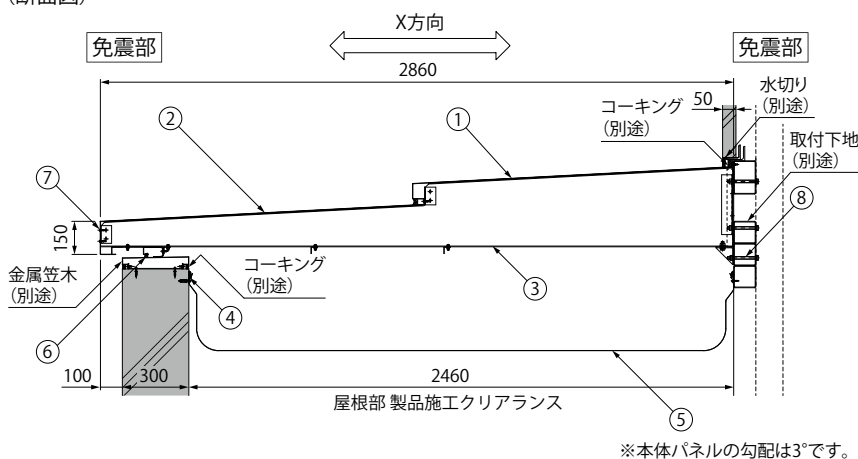 X方向
免震部
免震部
2860
コーキング
（別途）
50
水切り
（別途）
取付下地
（別途）
②
①
⑦
⑧
150
金属笠木
（別途）
コーキング
（別途）
③
④
⑥
100
300
2460
屋根部 製品施工クリアランス
⑤
※本体パネルの勾配は3°です。